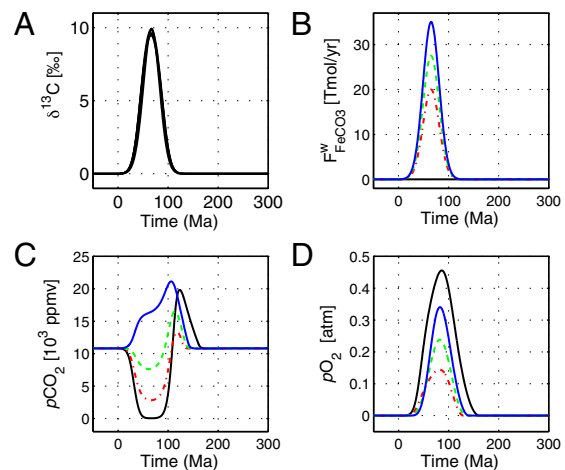 A
δ¹³C [‰]
10
5
0
0 100 200 300
Time (Ma)
B
F^w_FeCO3 [Tmol/yr]
30
20
10
0
0 100 200 300
Time (Ma)
C
pCO₂ [10³ ppmv]
25
20
15
10
5
0
0 100 200 300
Time (Ma)
D
pO₂ [atm]
0.5
0.4
0.3
0.2
0.1
0
0 100 200 300
Time (Ma)